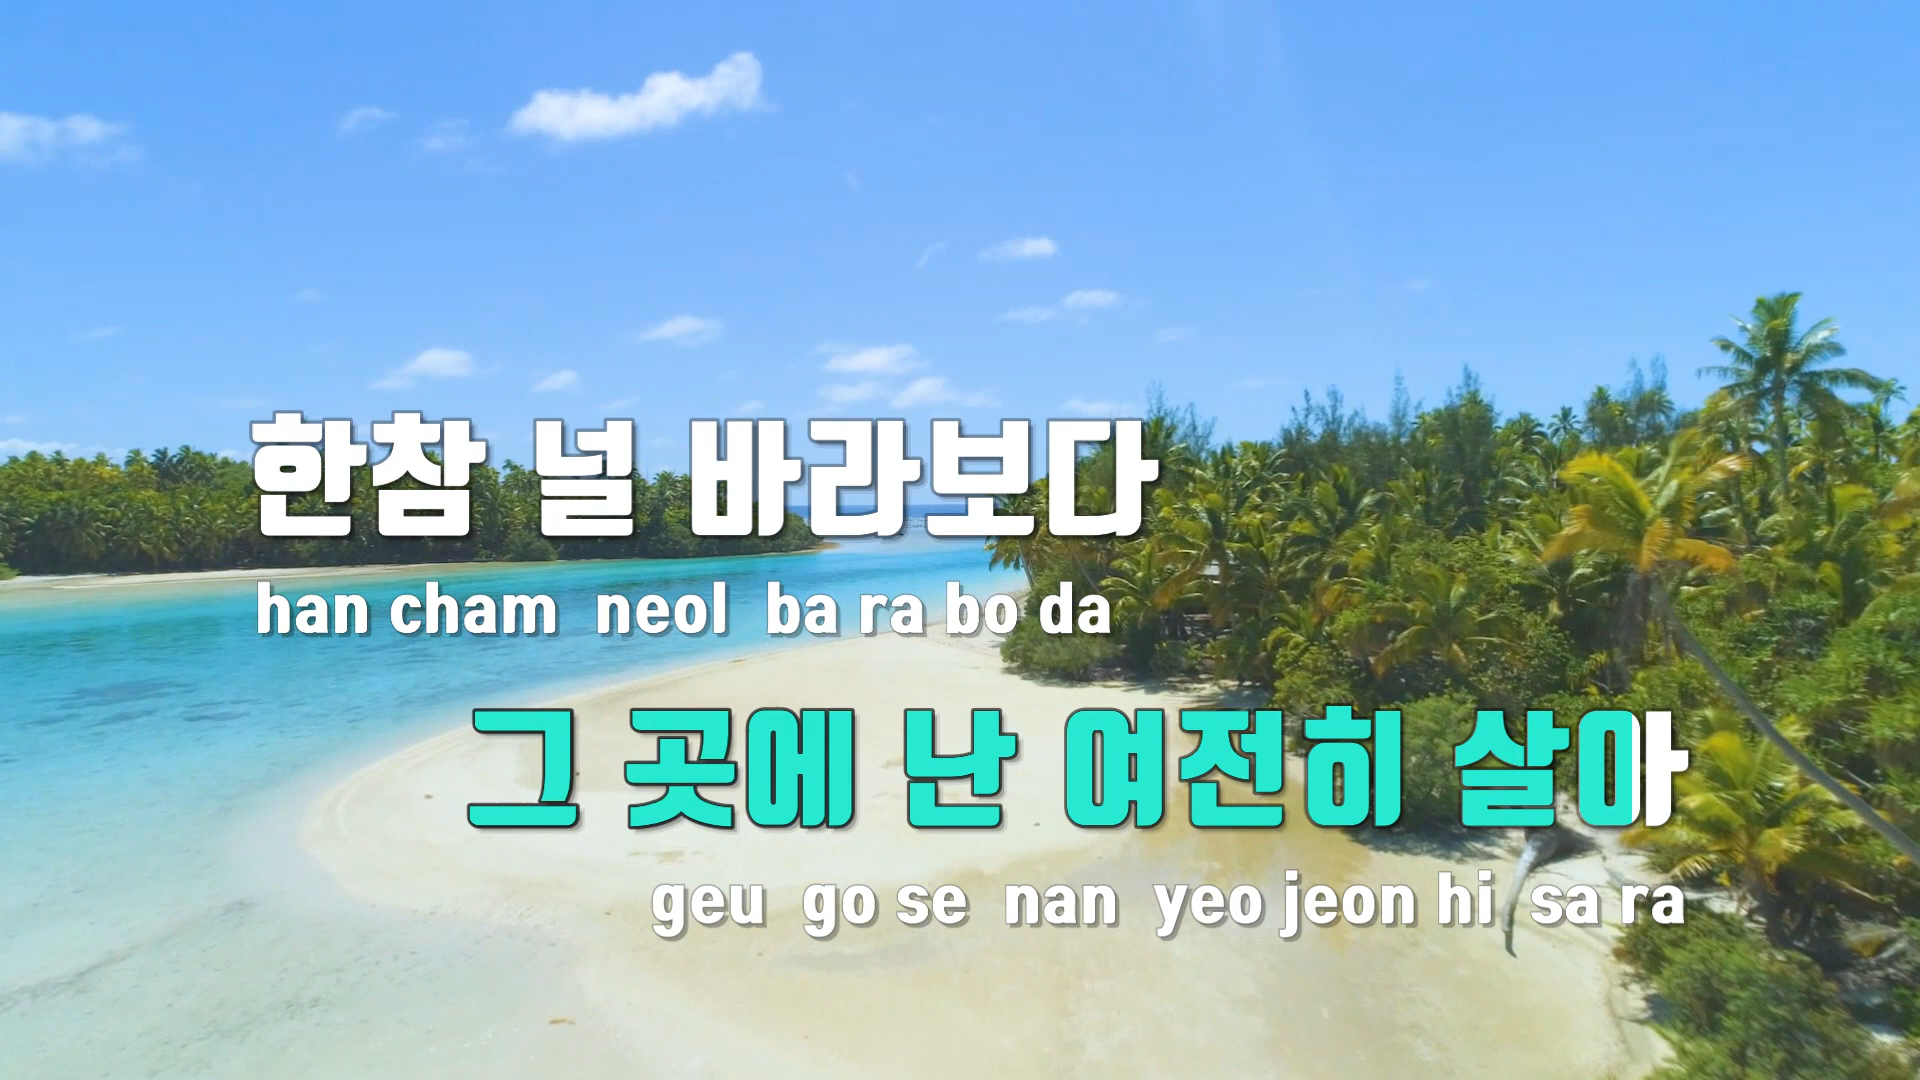 한참 널 바라보다
han cham neol ba ra bo da
그 곳에 난 여전히 살아
geu go se nan yeo jeon hi sa ra